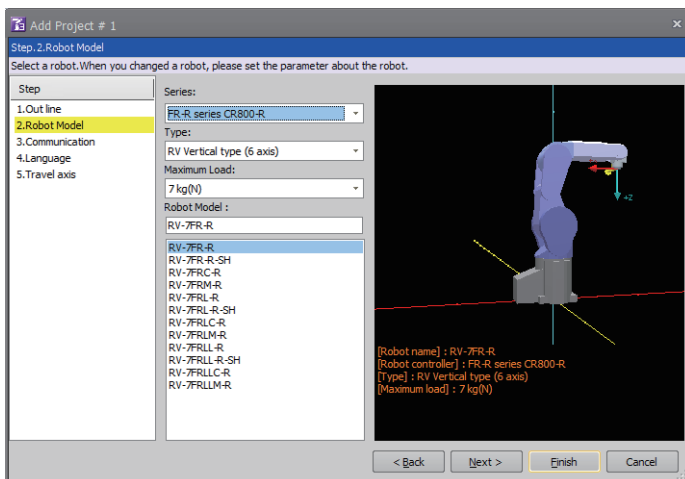 Add Project # 1
Step.2.Robot Model
Select a robot.When you changed a robot, please set the parameter about the robot.
Step
1.Out line
2.Robot Model
3.Communication
4.Language
5.Travel axis
Series:
FR-R series CR800-R
Type:
RV Vertical type (6 axis)
Maximum Load:
7 kg(N)
Robot Model :
RV-7FR-R
RV-7FR-R
RV-7FR-R-SH
RV-7FRC-R
RV-7FRM-R
RV-7FRL-R
RV-7FRL-R-SH
RV-7FRLC-R
RV-7FRLM-R
RV-7FRLL-R
RV-7FRLL-R-SH
RV-7FRLLC-R
RV-7FRLLM-R
+Z
[Robot name] : RV-7FR-R
[Robot controller] : FR-R series CR800-R
[Type] : RV Vertical type (6 axis)
[Maximum load] : 7 kg(N)
< Back
Next >
Finish
Cancel